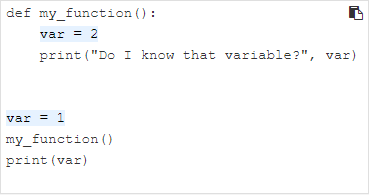 def my_function():
    var = 2
    print("Do I know that variable?", var)
var = 1
my_function()
print(var)